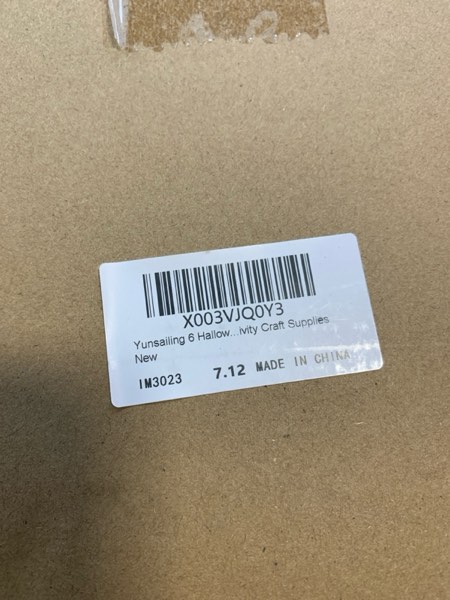 X003VJQ0Y3
Yunsailing 6 Hallow...ivity Craft Supplies
New
IM3023 7.12 MADE IN CHINA